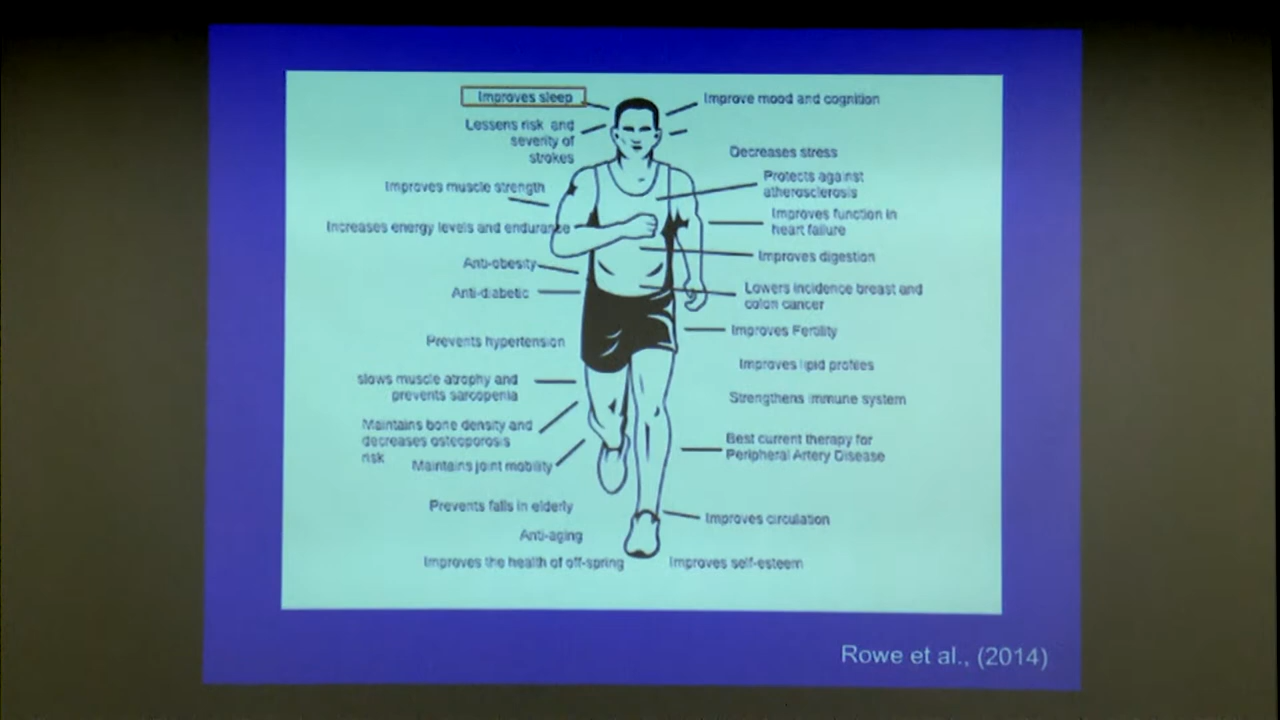 Improves sleep
Lessens risk and
severity of
strokes
Improves muscle strength
Increases energy levels and endurance
Anti-obesity
Anti-diabetic
Prevents hypertension
slows muscle atrophy and
prevents sarcopenia
Maintains bone density and
decreases osteoporosis
risk
Maintains joint mobility
Prevents falls in elderly
Anti-aging
Improves the health of off-spring
Improve mood and cognition
Decreases stress
Protects against
atherosclerosis
Improves function in
heart failure
Improves digestion
Lowers incidence breast and
colon cancer
Improves Fertility
Improves lipid profiles
Strengthens immune system
Best current therapy for
Peripheral Artery Disease
Improves circulation
Improves self-esteem
Rowe et al., (2014)